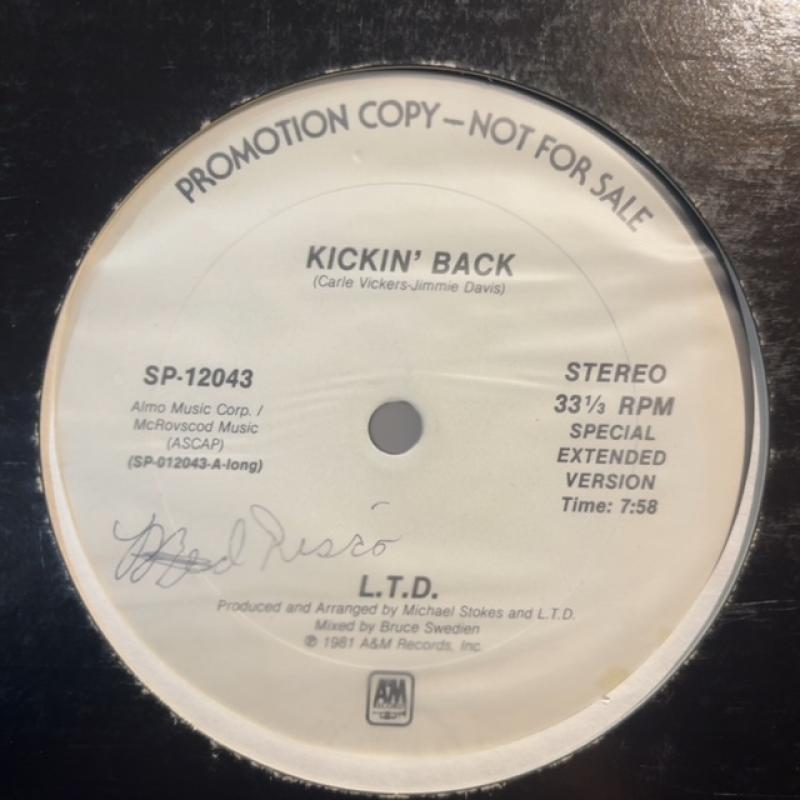 PROMOTION COPY — NOT FOR SALE
KICKIN' BACK
(Carle Vickers-Jimmie Davis)
SP-12043
Almo Music Corp. /
McRovscod Music
(ASCAP)
(SP-012043-A-long)
STEREO
33 1/3 RPM
SPECIAL
EXTENDED
VERSION
Time: 7:58
L.T.D.
Produced and Arranged by Michael Stokes and L.T.D.
Mixed by Bruce Swedien
℗ 1981 A&M Records, Inc.
A&M